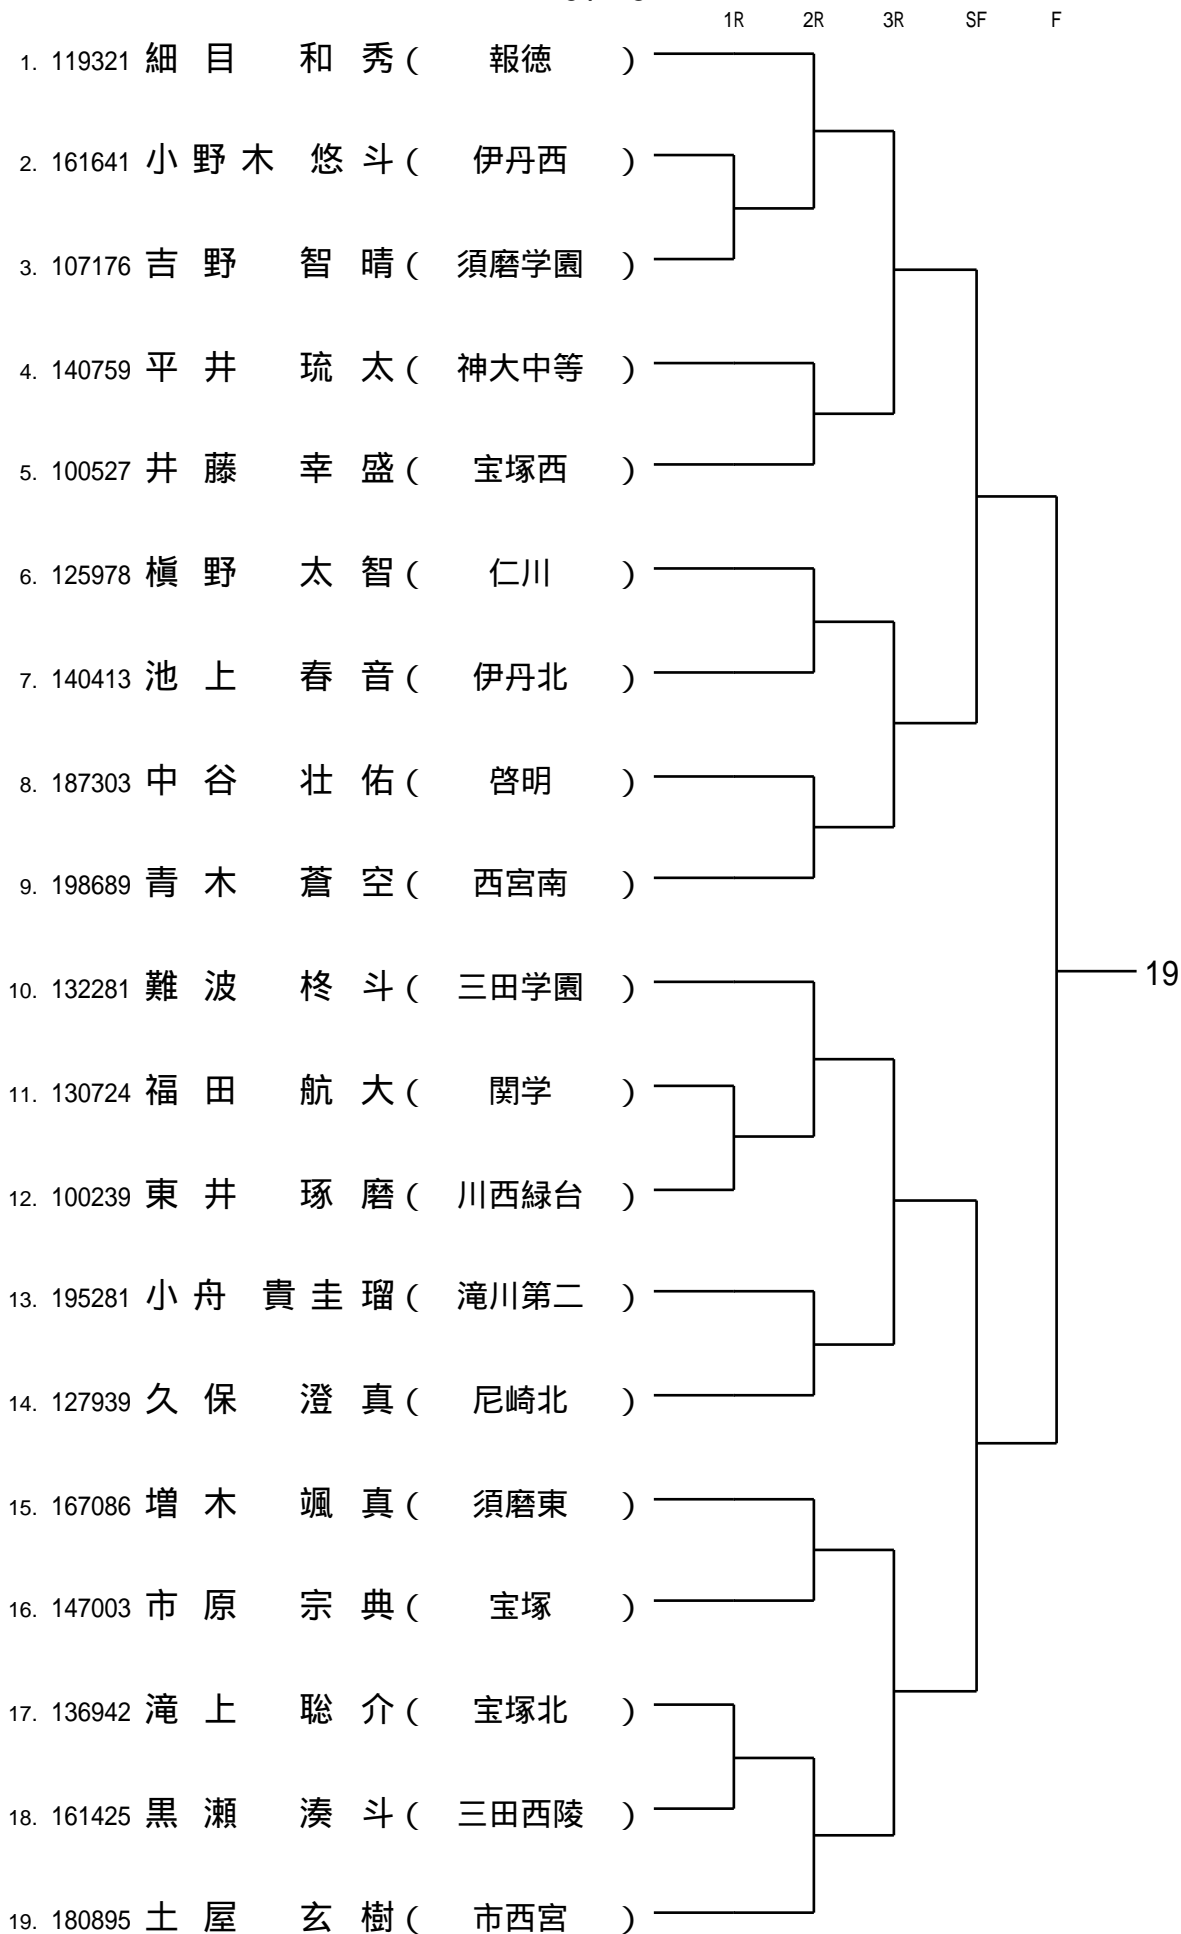 1R 2R 3R SF F
1. 119321 細目 和秀 ( 報徳 )
2. 161641 小野木 悠斗 ( 伊丹西 )
3. 107176 吉野 智晴 ( 須磨学園 )
4. 140759 平井 琉太 ( 神大中等 )
5. 100527 井藤 幸盛 ( 宝塚西 )
6. 125978 槇野 太智 ( 仁川 )
7. 140413 池上 春音 ( 伊丹北 )
8. 187303 中谷 壮佑 ( 啓明 )
9. 198689 青木 蒼空 ( 西宮南 )
10. 132281 難波 柊斗 ( 三田学園 )
19
11. 130724 福田 航大 ( 関学 )
12. 100239 東井 琢磨 ( 川西緑台 )
13. 195281 小舟 貴圭瑠 ( 滝川第二 )
14. 127939 久保 澄真 ( 尼崎北 )
15. 167086 増木 颯真 ( 須磨東 )
16. 147003 市原 宗典 ( 宝塚 )
17. 136942 滝上 聡介 ( 宝塚北 )
18. 161425 黒瀬 湊斗 ( 三田西陵 )
19. 180895 土屋 玄樹 ( 市西宮 )